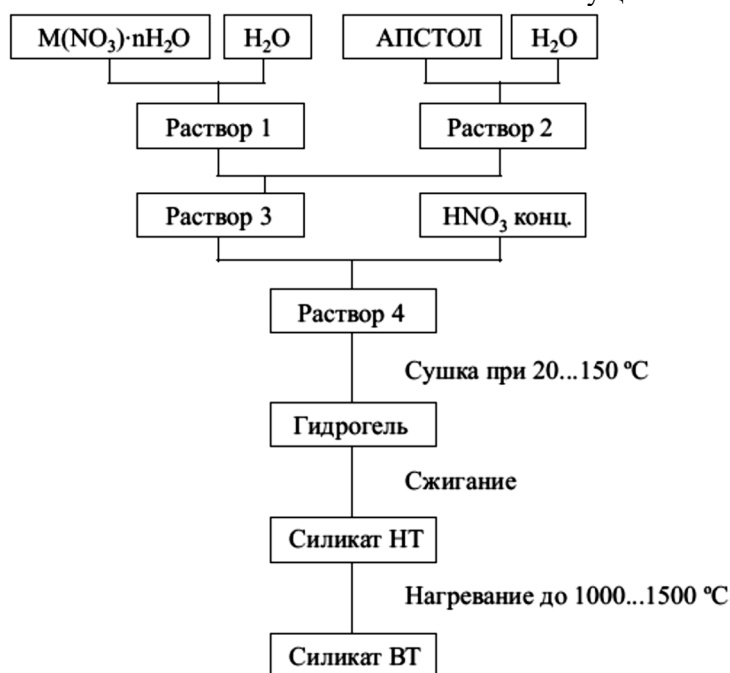 M(NO₃)·nH₂O H₂O АПСТОЛ H₂O
Раствор 1 Раствор 2
Раствор 3 HNO₃ конц.
Раствор 4
Сушка при 20...150 ºC
Гидрогель
Сжигание
Силикат НТ
Нагревание до 1000...1500 ºC
Силикат ВТ